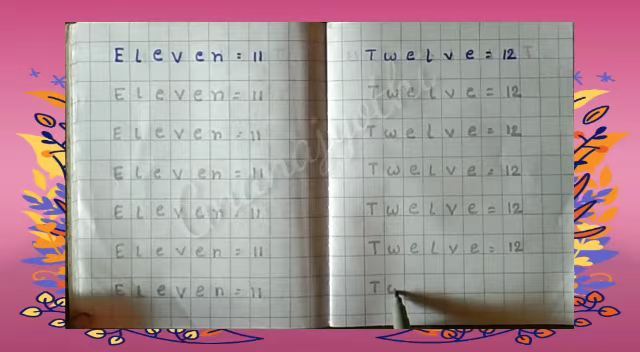 Eleven = 11
Eleven = 11
Eleven = 11
Eleven = 11
Eleven = 11
Eleven = 11
Eleven = 11
Twelve = 12
Twelve = 12
Twelve = 12
Twelve = 12
Twelve = 12
Twelve = 12
Tw